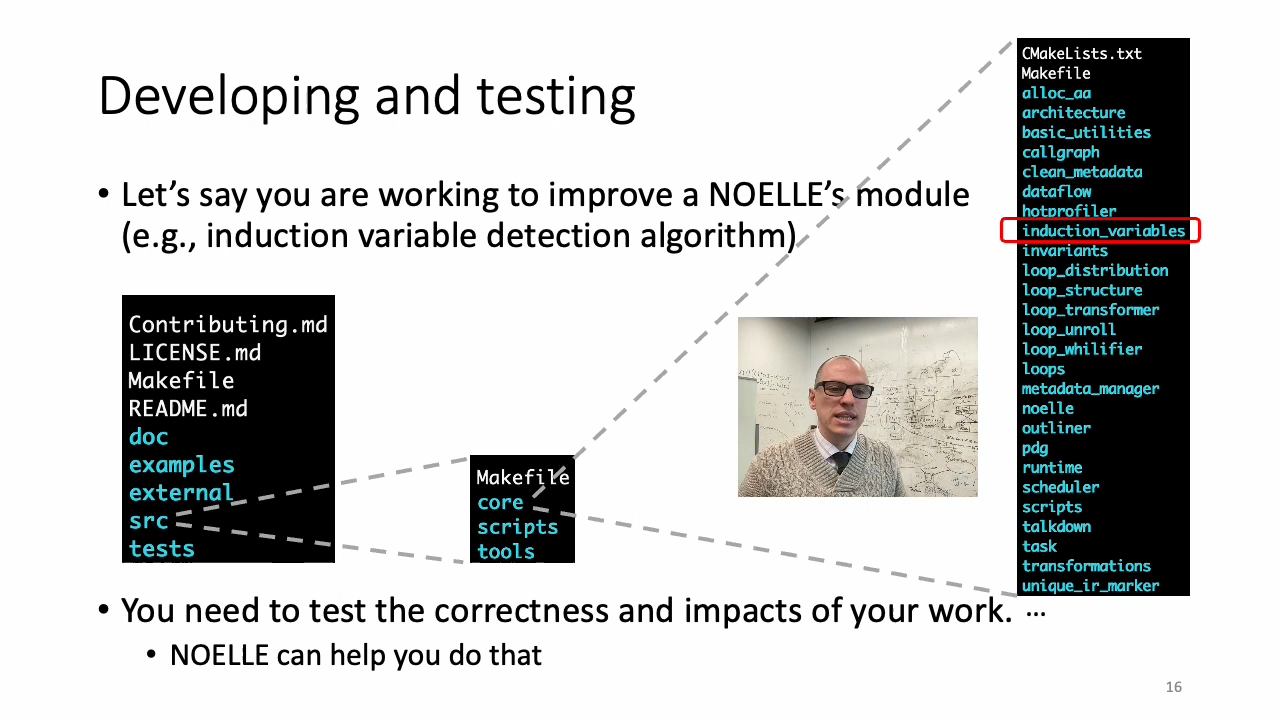 Developing and testing
• Let’s say you are working to improve a NOELLE’s module
(e.g., induction variable detection algorithm)
Contributing.md
LICENSE.md
Makefile
README.md
doc
examples
external
src
tests
Makefile
core
scripts
tools
CMakeLists.txt
Makefile
alloc_aa
architecture
basic_utilities
callgraph
clean_metadata
dataflow
hotprofiler
induction_variables
invariants
loop_distribution
loop_structure
loop_transformer
loop_unroll
loop_whilifier
loops
metadata_manager
noelle
outliner
pdg
runtime
scheduler
scripts
talkdown
task
transformations
unique_ir_marker
...
• You need to test the correctness and impacts of your work.
• NOELLE can help you do that
16